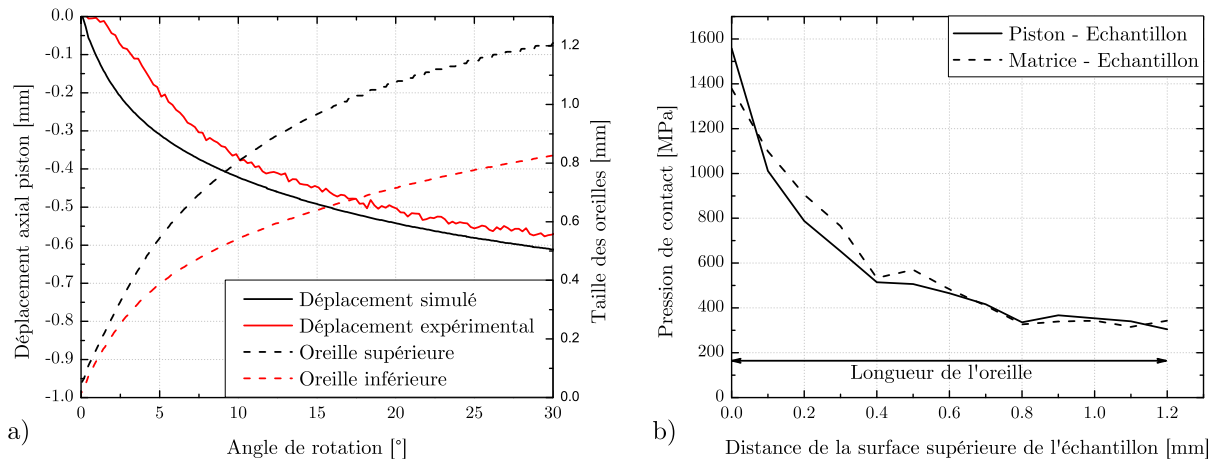 0.0
-0.1
-0.2
-0.3
-0.4
-0.5
-0.6
-0.7
-0.8
-0.9
-1.0
Déplacement axial piston [mm]
0
5
10
15
20
25
30
Angle de rotation [°]
1.2
1.0
0.8
0.6
0.4
0.2
0.0
Taille des oreilles [mm]
Déplacement simulé
Déplacement expérimental
Oreille supérieure
Oreille inférieure
a)
1600
1400
1200
1000
800
600
400
200
0
Pression de contact [MPa]
Piston - Echantillon
Matrice - Echantillon
Longueur de l'oreille
0.0
0.2
0.4
0.6
0.8
1.0
1.2
Distance de la surface supérieure de l'échantillon [mm]
b)